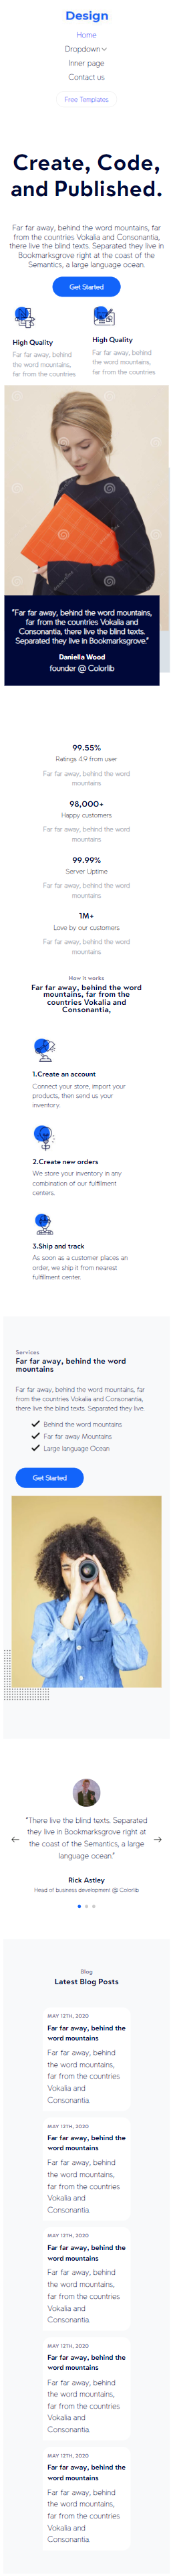 Design
Home
Dropdown
Inner page
Contact us
Free Templates
Create, Code,
and Published.
Far far away, behind the word mountains, far
from the countries Vokalia and Consonantia,
there live the blind texts. Separated they live in
Bookmarksgrove right at the coast of the
Semantics, a large language ocean.
Get Started
High Quality
Far far away, behind
the word mountains,
far from the countries
High Quality
Far far away, behind
the word mountains,
far from the countries
"Far far away, behind the word mountains,
far from the countries Vokalia and
Consonantia, there live the blind texts.
Separated they live in Bookmarksgrove."
Daniella Wood
founder @ Colorlib
99.55%
Ratings 4.9 from user
Far far away, behind the word
mountains
98,000+
Happy customers
Far far away, behind the word
mountains
99.99%
Server Uptime
Far far away, behind the word
mountains
1M+
Love by our customers
Far far away, behind the word
mountains
How it works
Far far away, behind the word
mountains, far from the
countries Vokalia and
Consonantia,
1.Create an account
Connect your store, import your
products, then send us your
inventory.
2.Create new orders
We store your inventory in any
combination of our fulfillment
centers.
3.Ship and track
As soon as a customer places an
order, we ship it from nearest
fulfillment center.
Services
Far far away, behind the word
mountains
Far far away, behind the word mountains, far
from the countries Vokalia and Consonantia,
there live the blind texts. Separated they live.
Behind the word mountains
Far far away Mountains
Large language Ocean
Get Started
"There live the blind texts. Separated
they live in Bookmarksgrove right at
the coast of the Semantics, a large
language ocean."
Rick Astley
Head of business development @ Colorlib
Blog
Latest Blog Posts
MAY 12TH, 2020
Far far away, behind the
word mountains
Far far away, behind
the word mountains,
far from the countries
Vokalia and
Consonantia.
MAY 12TH, 2020
Far far away, behind the
word mountains
Far far away, behind
the word mountains,
far from the countries
Vokalia and
Consonantia.
MAY 12TH, 2020
Far far away, behind the
word mountains
Far far away, behind
the word mountains,
far from the countries
Vokalia and
Consonantia.
MAY 12TH, 2020
Far far away, behind the
word mountains
Far far away, behind
the word mountains,
far from the countries
Vokalia and
Consonantia.
MAY 12TH, 2020
Far far away, behind the
word mountains
Far far away, behind
the word mountains,
far from the countries
Vokalia and
Consonantia.